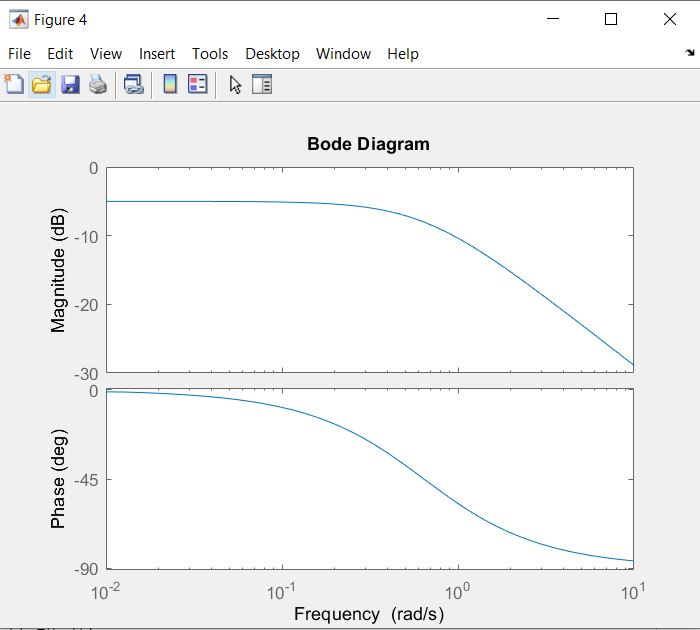 Figure 4
File Edit View Insert Tools Desktop Window Help
Bode Diagram
Magnitude (dB)
0
-10
-20
-30
Phase (deg)
0
-45
-90
10^-2 10^-1 10^0 10^1
Frequency (rad/s)